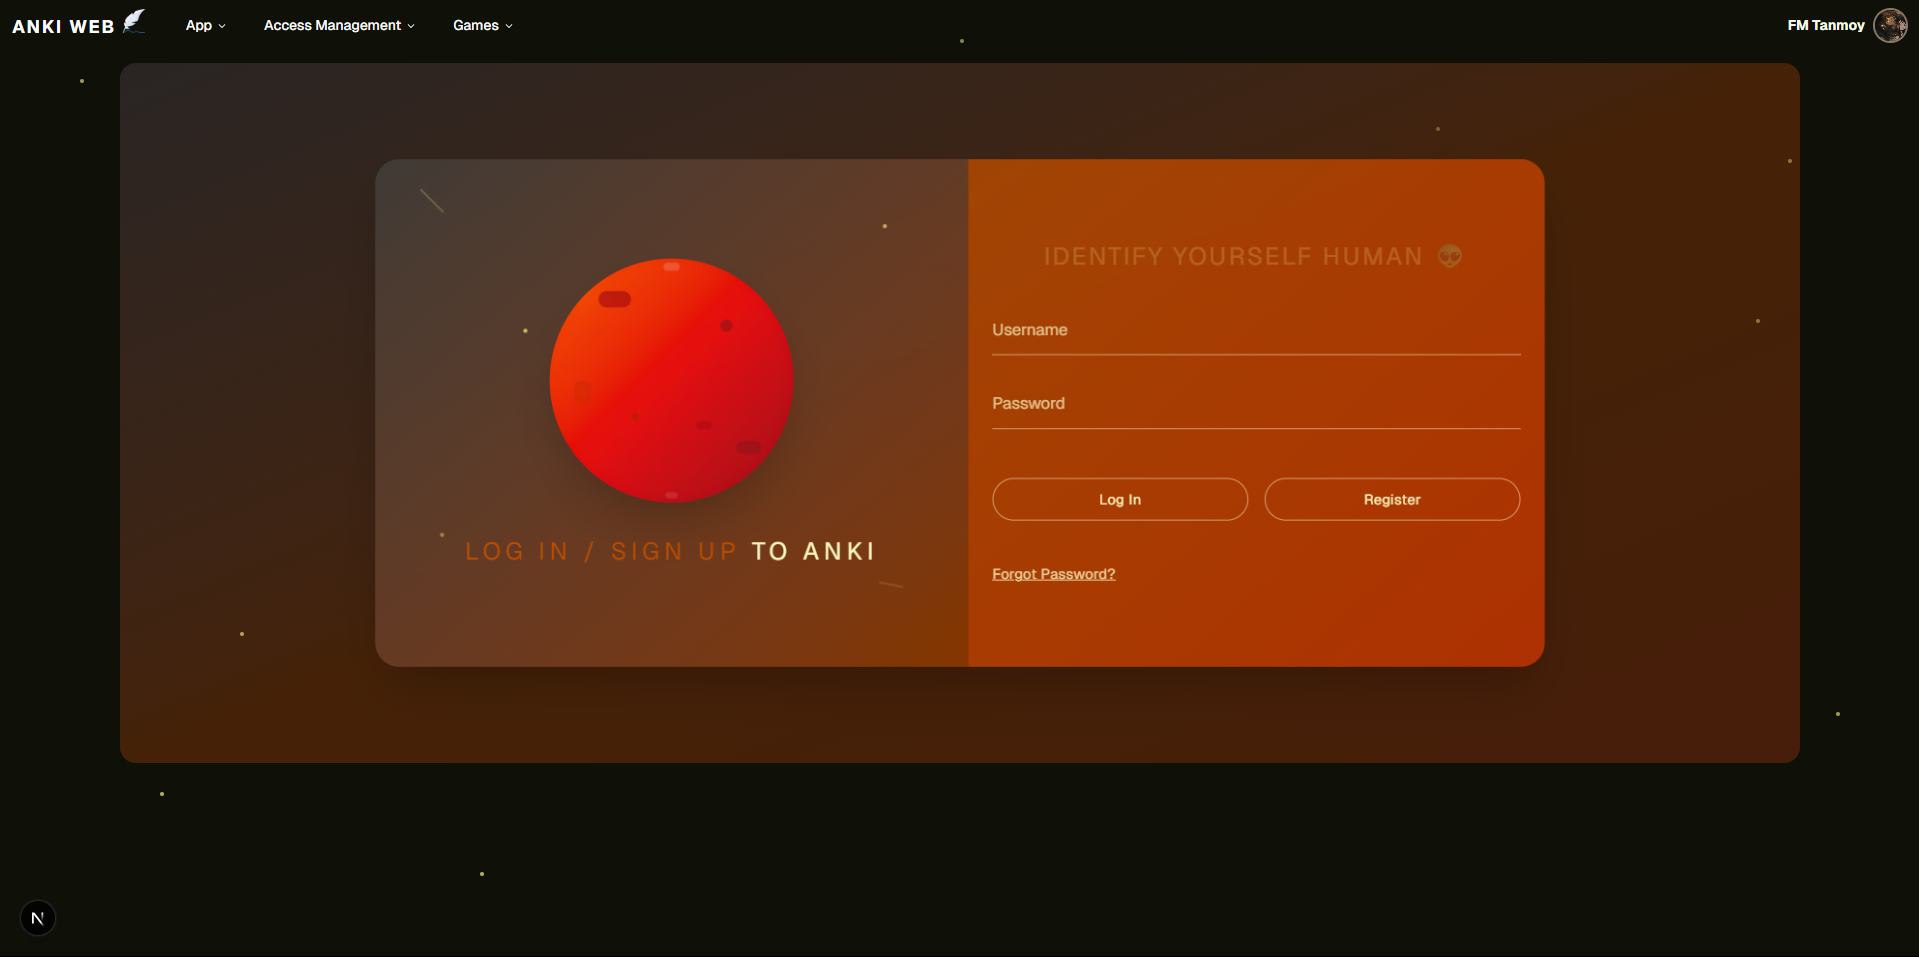 ANKI WEB
App
Access Management
Games
FM Tanmoy
LOG IN / SIGN UP TO ANKI
IDENTIFY YOURSELF HUMAN 👽
Username
Password
Log In
Register
Forgot Password?
N